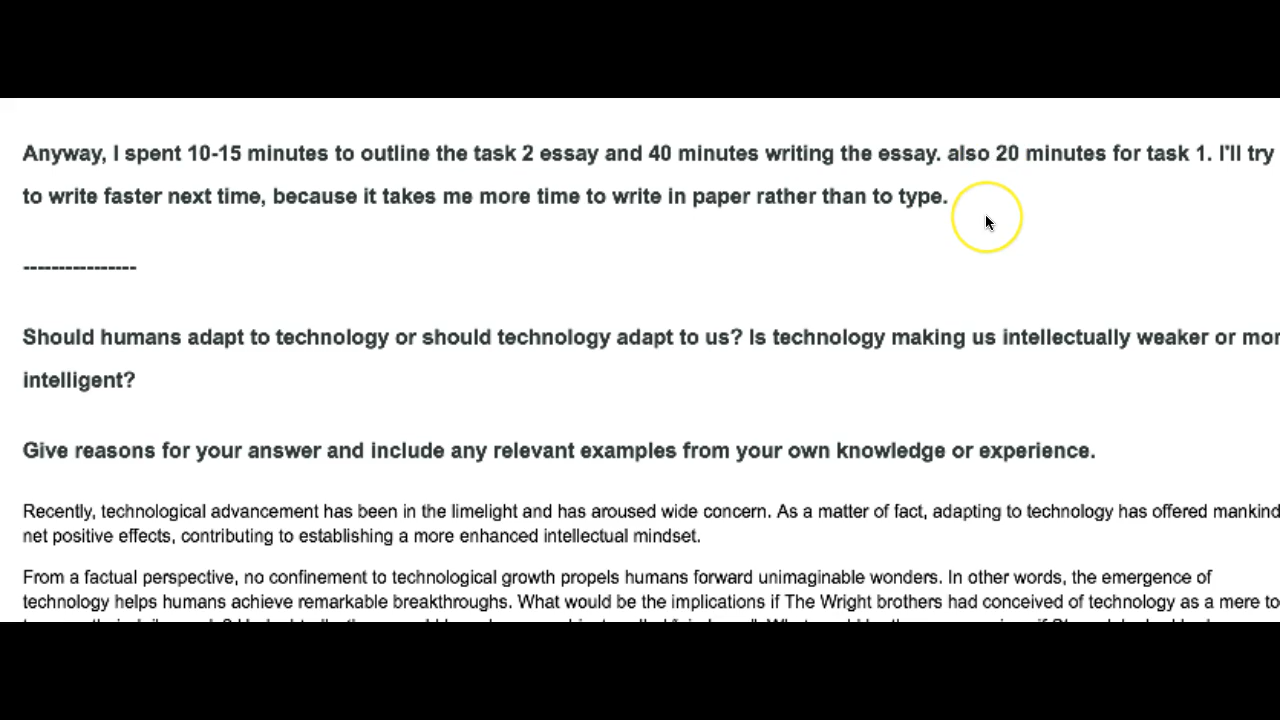 Anyway, I spent 10-15 minutes to outline the task 2 essay and 40 minutes writing the essay. also 20 minutes for task 1. I'll try
to write faster next time, because it takes me more time to write in paper rather than to type.
----------------
Should humans adapt to technology or should technology adapt to us? Is technology making us intellectually weaker or mor
intelligent?
Give reasons for your answer and include any relevant examples from your own knowledge or experience.
Recently, technological advancement has been in the limelight and has aroused wide concern. As a matter of fact, adapting to technology has offered mankind
net positive effects, contributing to establishing a more enhanced intellectual mindset.
From a factual perspective, no confinement to technological growth propels humans forward unimaginable wonders. In other words, the emergence of
technology helps humans achieve remarkable breakthroughs. What would be the implications if The Wright brothers had conceived of technology as a mere to